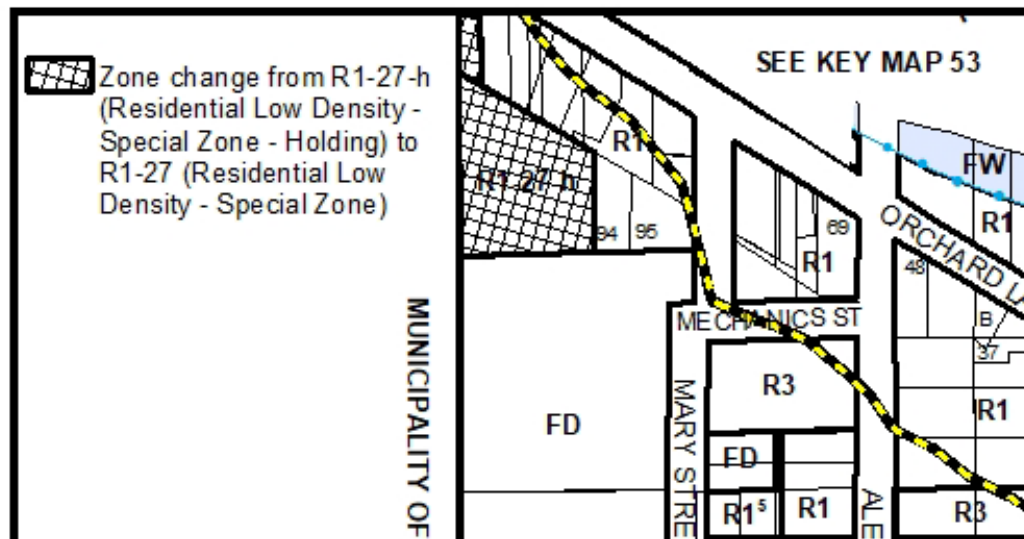 Zone change from R1-27-h
(Residential Low Density -
Special Zone - Holding) to
R1-27 (Residential Low
Density - Special Zone)
SEE KEY MAP 53
R1
FW
R1-27-h
R1
ORCHARD LA
94
95
69
R1
48
B
MECHANICS ST
37
MUNICIPALITY OF
MARY STRE
R3
R1
FD
FD
R1⁵
R1
ALE
R3